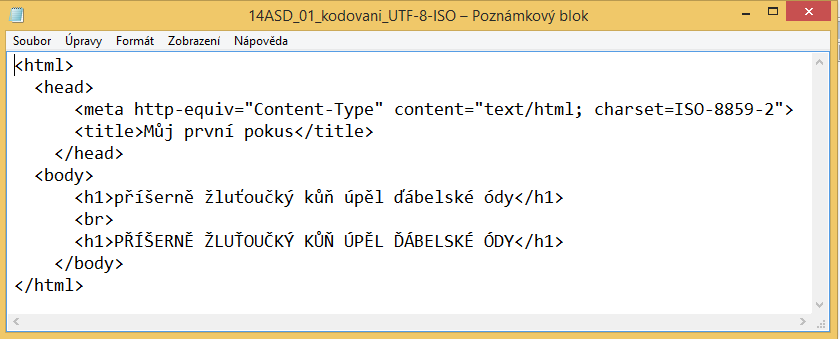 14ASD_01_kodovani_UTF-8-ISO – Poznámkový blok
Soubor Úpravy Formát Zobrazení Nápověda
<html>
<head>
<meta http-equiv="Content-Type" content="text/html; charset=ISO-8859-2">
<title>Můj první pokus</title>
</head>
<body>
<h1>příšerně žluťoučký kůň úpěl ďábelské ódy</h1>
<br>
<h1>PŘÍŠERNĚ ŽLUŤOUČKÝ KŮŇ ÚPĚL ĎÁBELSKÉ ÓDY</h1>
</body>
</html>